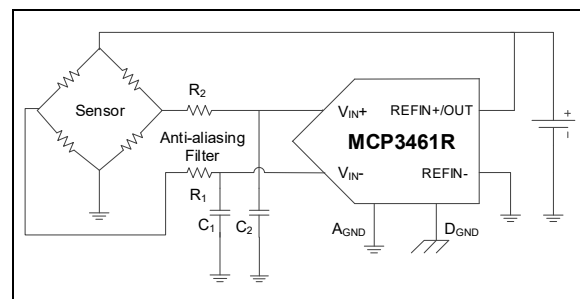 Sensor
R2
Anti-aliasing
Filter
R1
C1
C2
VIN+
REFIN+/OUT
MCP3461R
VIN-
REFIN-
AGND
DGND
+
–